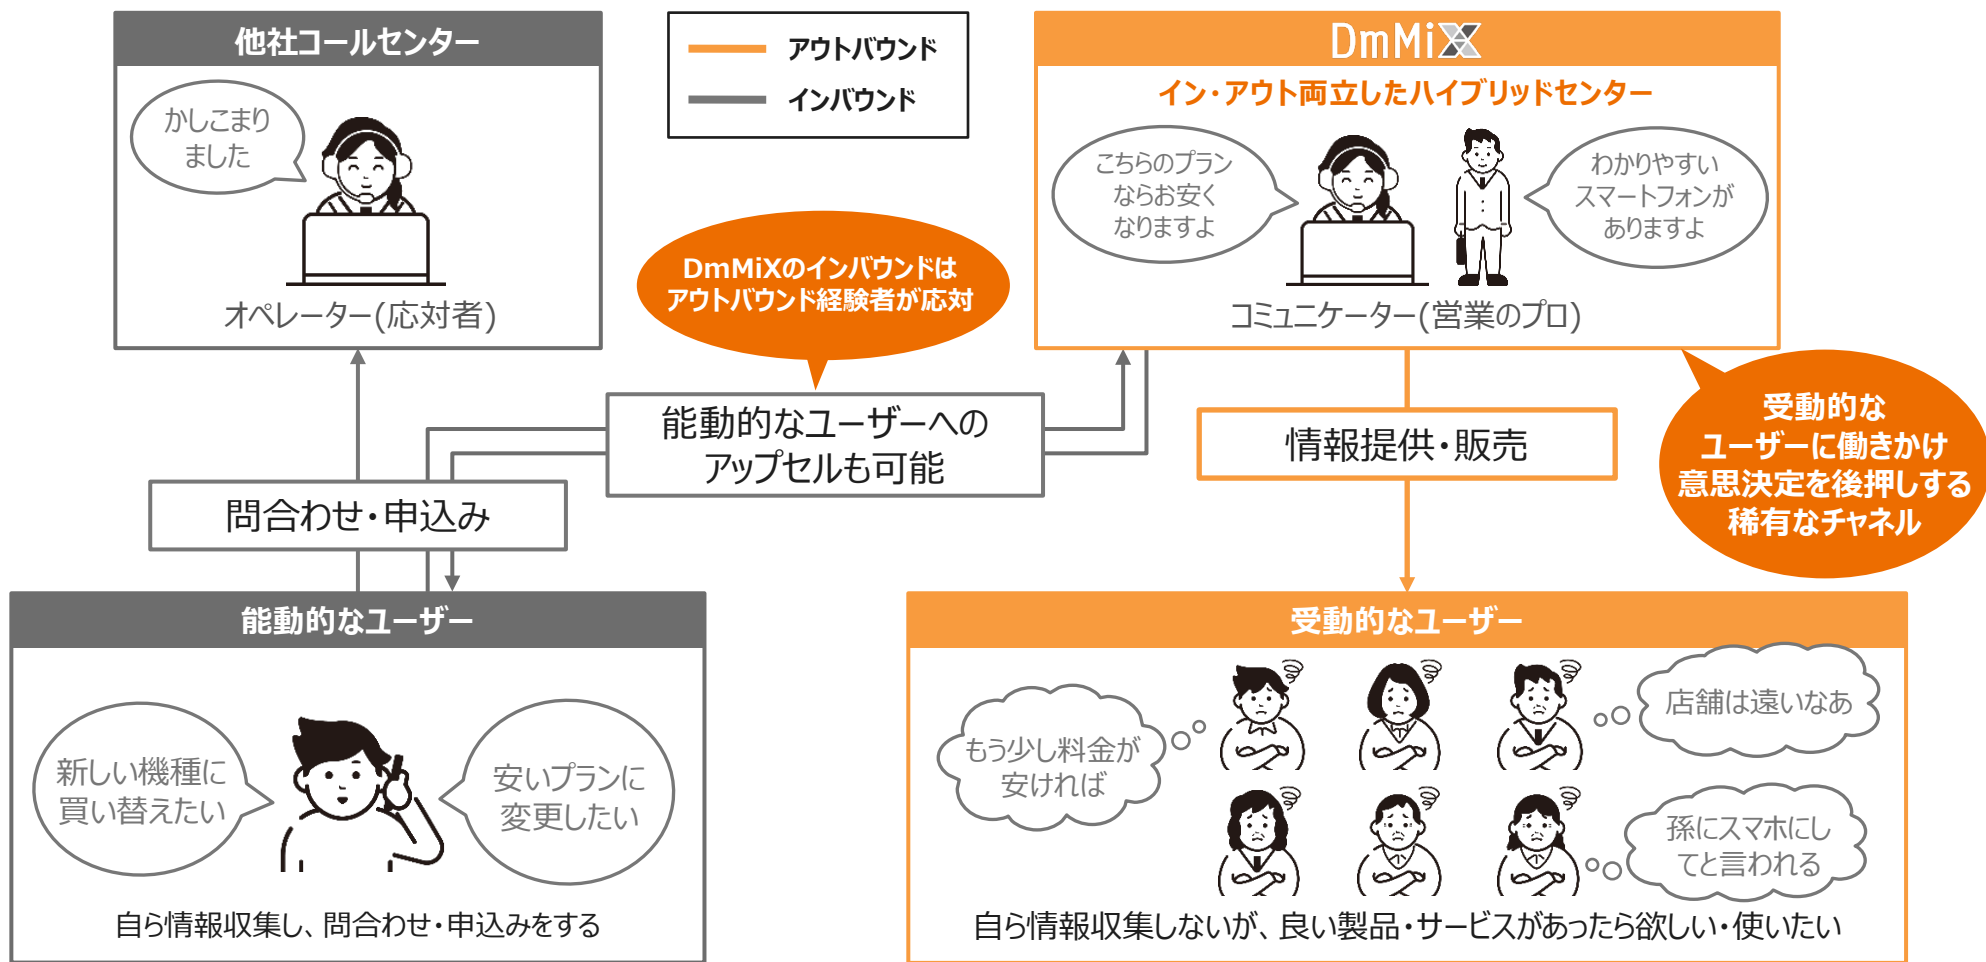 他社コールセンター
かしこまり
ました
オペレーター(応対者)
アウトバウンド
インバウンド
DmMiX
イン・アウト両立したハイブリッドセンター
こちらのプラン
ならお安く
なりますよ
わかりやすい
スマートフォンが
ありますよ
コミュニケーター(営業のプロ)
DmMiXのインバウンドは
アウトバウンド経験者が応対
能動的なユーザーへの
アップセルも可能
問合わせ・申込み
情報提供・販売
受動的な
ユーザーに働きかけ
意思決定を後押しする
稀有なチャネル
能動的なユーザー
新しい機種に
買い替えたい
安いプランに
変更したい
自ら情報収集し、問合わせ・申込みをする
受動的なユーザー
もう少し料金が
安ければ
店舗は遠いなあ
孫にスマホにし
てと言われる
自ら情報収集しないが、良い製品・サービスがあったら欲しい・使いたい